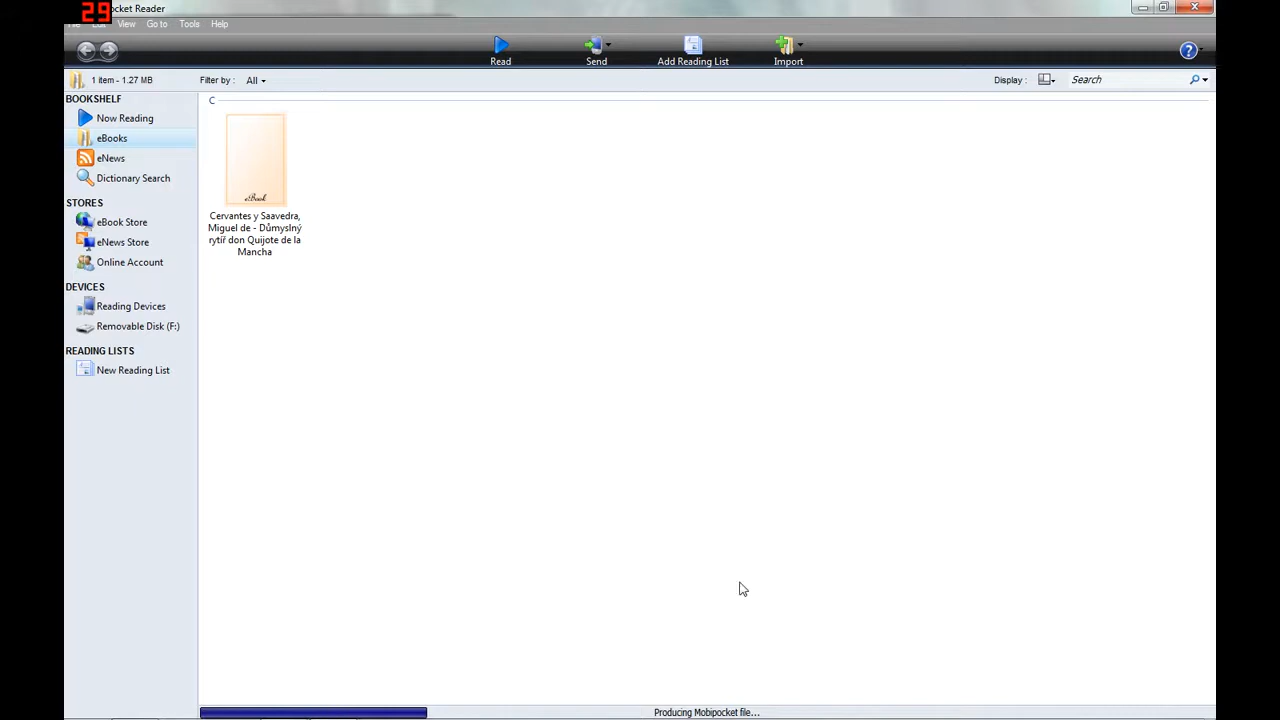 29
ocket Reader
View Go to Tools Help
Read
Send
Add Reading List
Import
1 item - 1.27 MB
Filter by : All
Display :
Search
BOOKSHELF
Now Reading
eBooks
eNews
Dictionary Search
STORES
eBook Store
eNews Store
Online Account
DEVICES
Reading Devices
Removable Disk (F:)
READING LISTS
New Reading List
C
eBook
Cervantes y Saavedra,
Miguel de - Důmyslný
rytíř don Quijote de la
Mancha
Producing Mobipocket file...